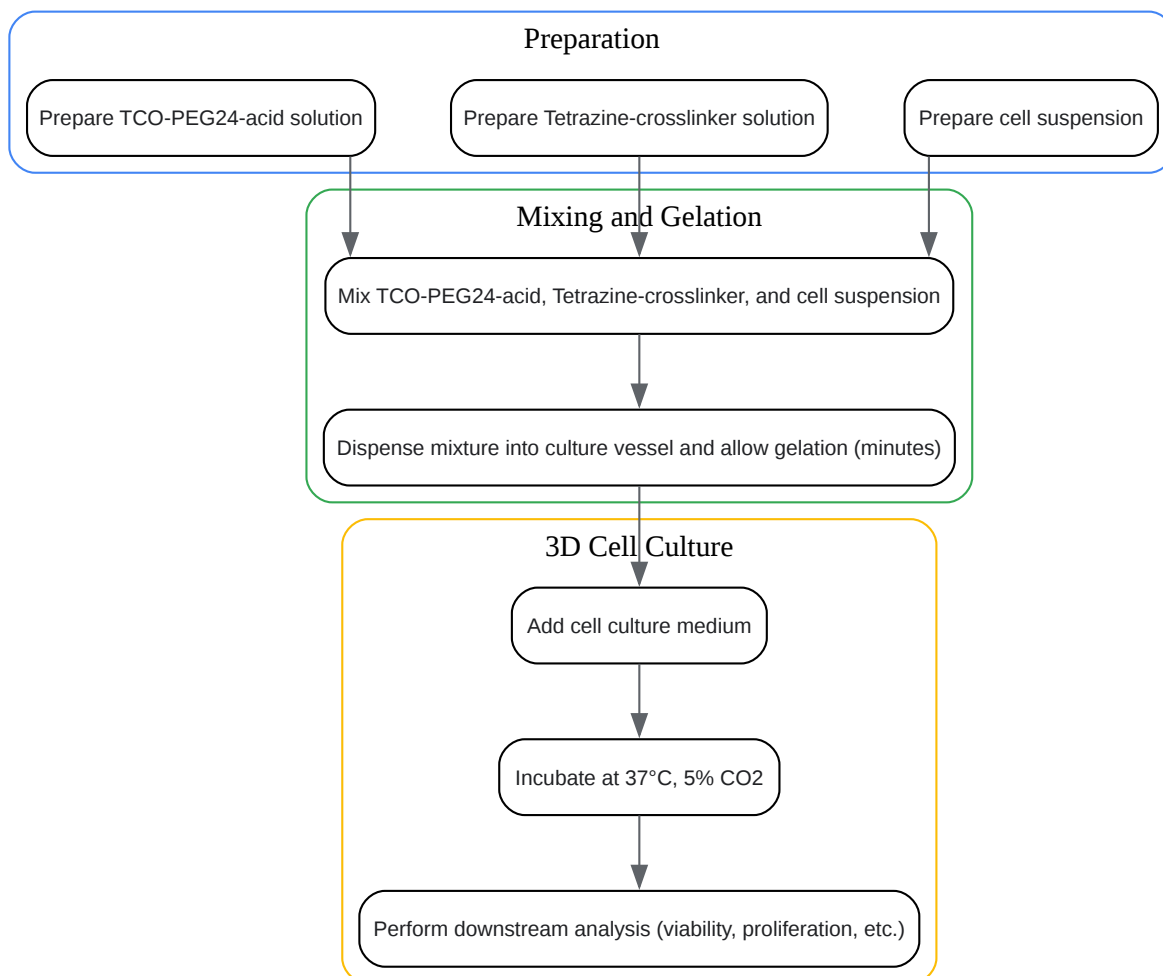 Preparation
Prepare TCO-PEG24-acid solution
Prepare Tetrazine-crosslinker solution
Prepare cell suspension
Mixing and Gelation
Mix TCO-PEG24-acid, Tetrazine-crosslinker, and cell suspension
Dispense mixture into culture vessel and allow gelation (minutes)
3D Cell Culture
Add cell culture medium
Incubate at 37°C, 5% CO2
Perform downstream analysis (viability, proliferation, etc.)